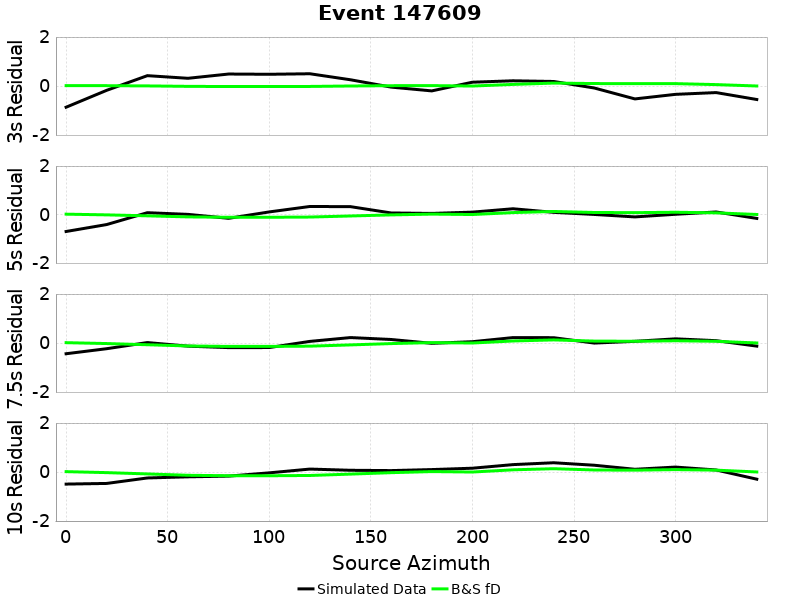 Event 147609
3s Residual
2
0
-2
5s Residual
2
0
-2
7.5s Residual
2
0
-2
10s Residual
2
0
-2
0 50 100 150 200 250 300
Source Azimuth
Simulated Data B&S fD